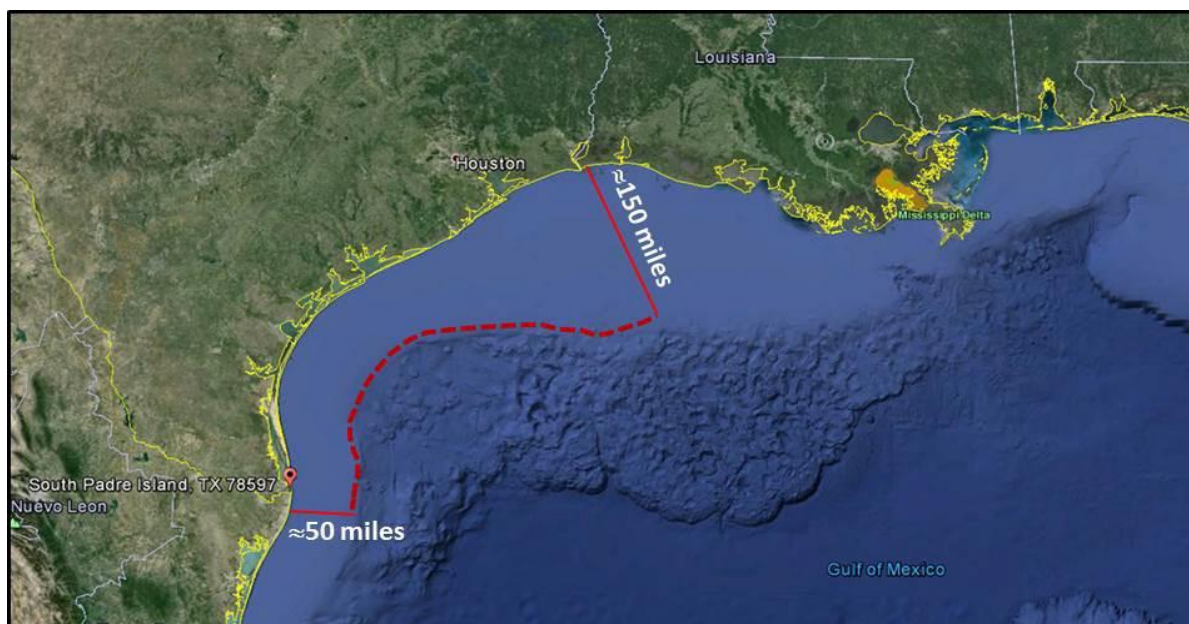 Louisiana
Houston
≈150 miles
Mississippi Delta
South Padre Island, TX 78597
Nuevo Leon
≈50 miles
Gulf of Mexico